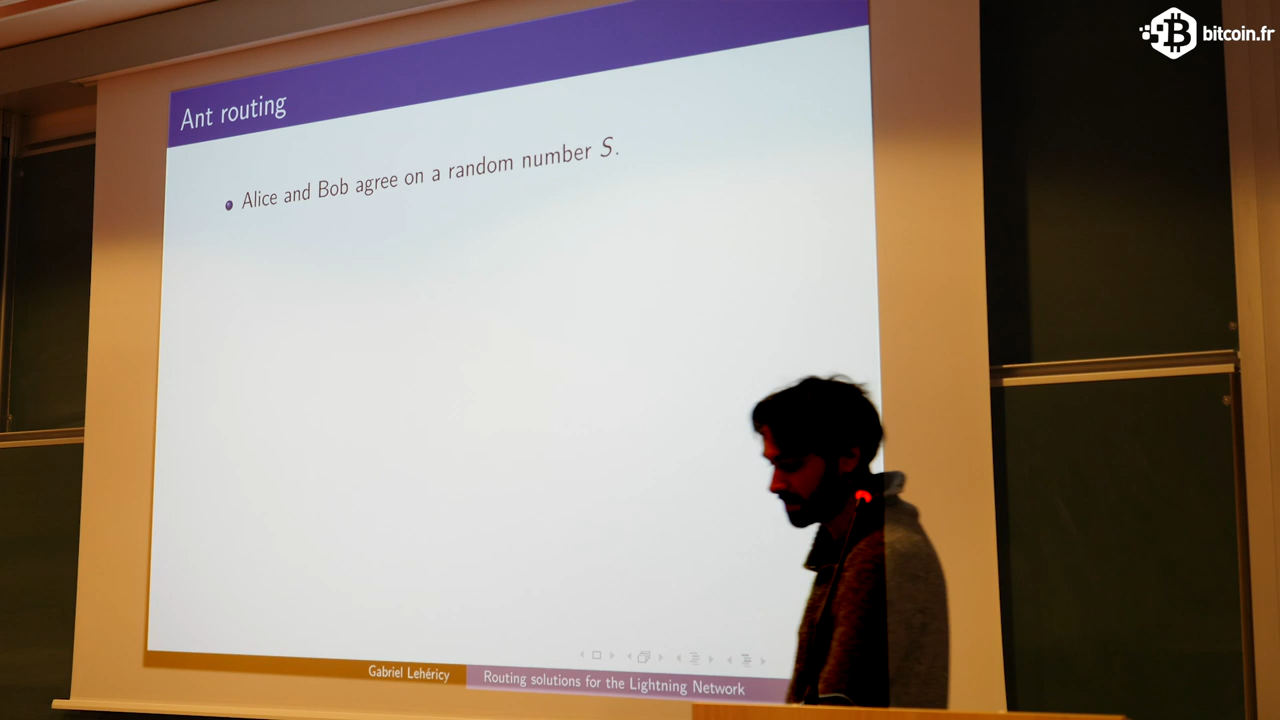 bitcoin.fr
Ant routing
Alice and Bob agree on a random number S.
Gabriel Lehéricy
Routing solutions for the Lightning Network